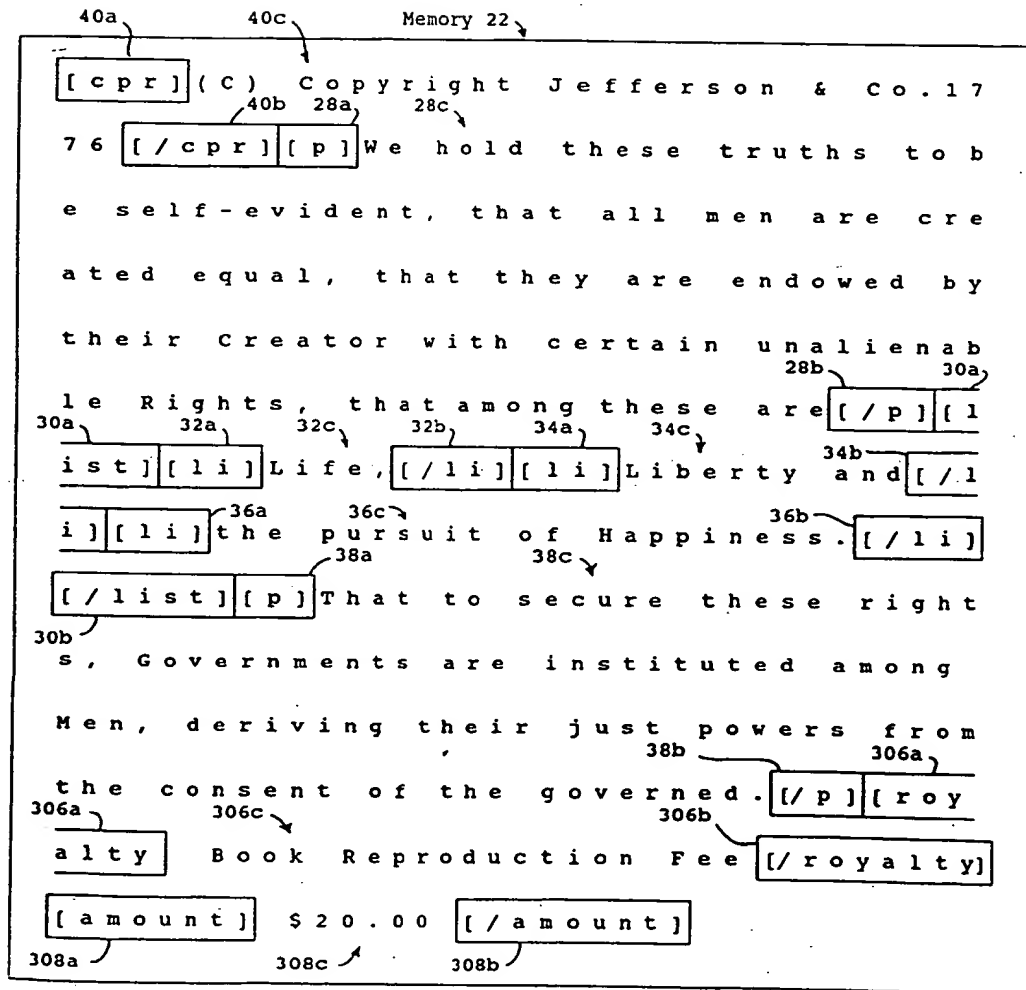 40a 40c Memory 22
[cpr](C) Copyright Jefferson & Co.17
40b 28a 28c
76 [/cpr][p]We hold these truths to b
e self-evident, that all men are cre
ated equal, that they are endowed by
their Creator with certain unalienab
28b 30a
le Rights, that among these are[/p][l
30a 32a 32c 32b 34a 34c 34b
ist][li]Life,[/li][li]Liberty and[/l
36a 36c 36b
i][li]the pursuit of Happiness.[/li]
38a 38c
[/list][p]That to secure these right
30b
s, Governments are instituted among
Men, deriving their just powers from
38b 306a
the consent of the governed.[/p][roy
306a 306c 306b
alty Book Reproduction Fee[/royalty]
[amount] $20.00 [/amount]
308a 308c 308b